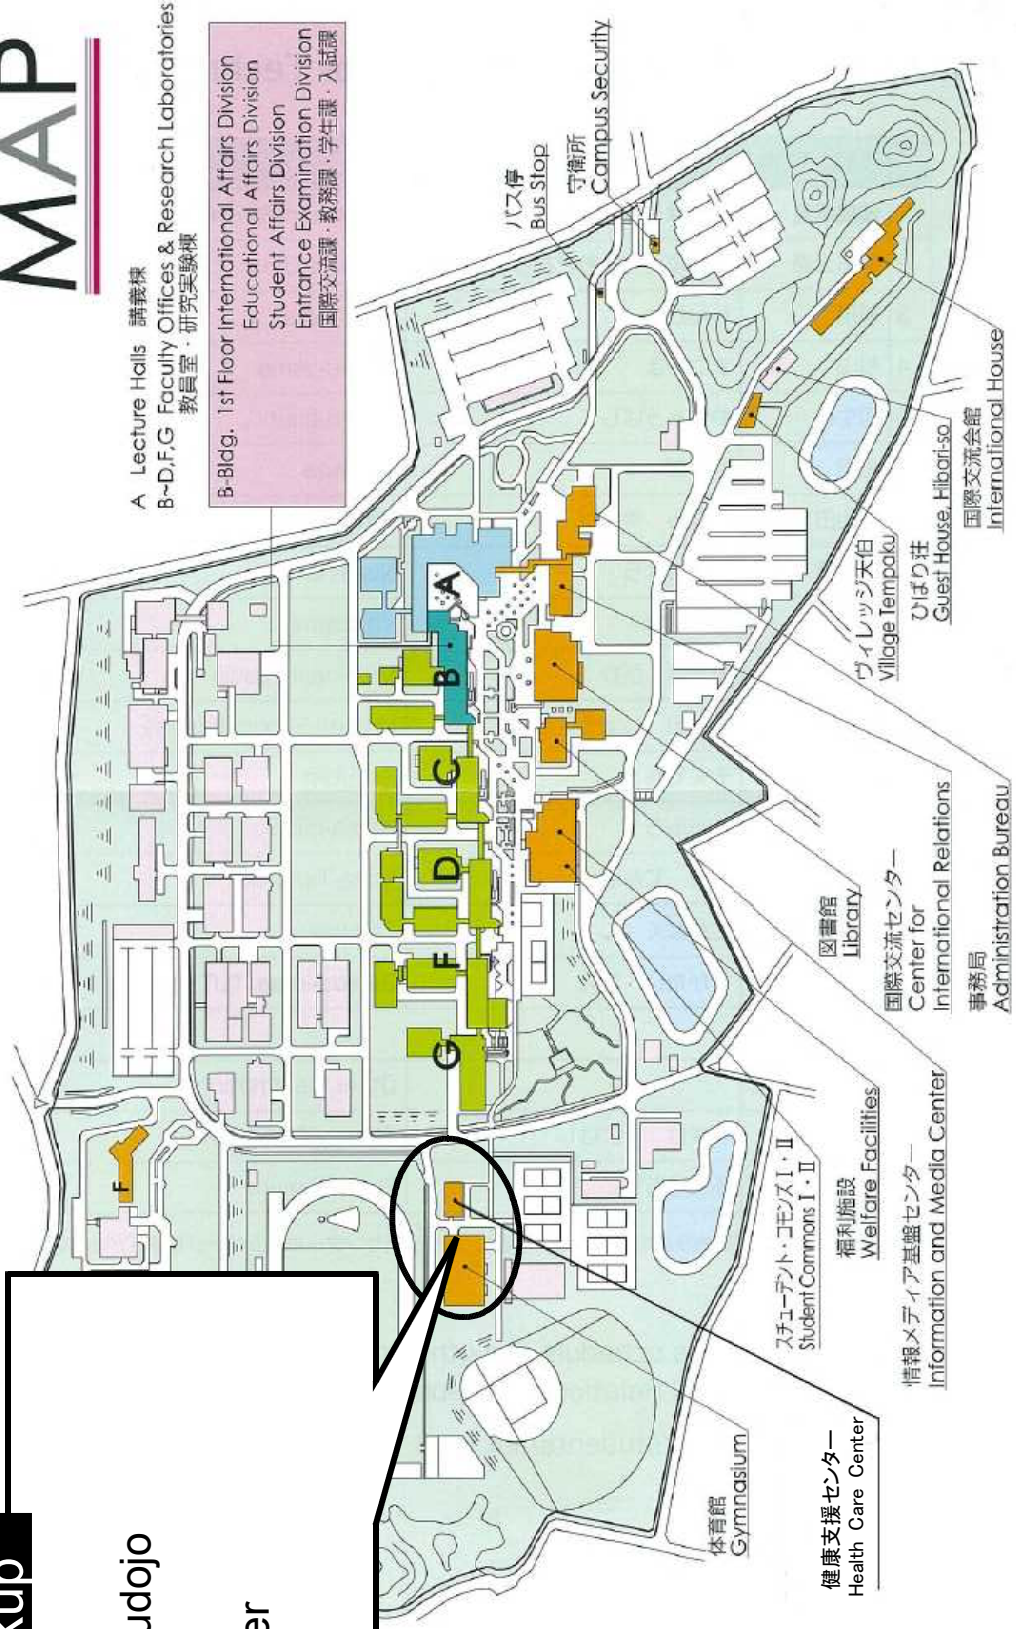 MAP
A Lecture Halls 講義棟
B~D,F,G Faculty Offices & Research Laboratories
教員室・研究実験棟
B-Bldg. 1st Floor International Affairs Division
Educational Affairs Division
Student Affairs Division
Entrance Examination Division
国際交流課・教務課・学生課・入試課
バス停
Bus Stop
守衛所
Campus Security
A
B
C
D
F
G
F
国際交流会館
International House
ひばり荘
Guest House, Hibari-so
ヴィレッジ天伯
Village Tempaku
事務局
Administration Bureau
国際交流センター
Center for
International Relations
図書館
Library
情報メディア基盤センター
Information and Media Center
福利施設
Welfare Facilities
スチューデント・コモンズⅠ・Ⅱ
Student CommonsⅠ・Ⅱ
健康支援センター
Health Care Center
体育館
Gymnasium
kup
udojo
er